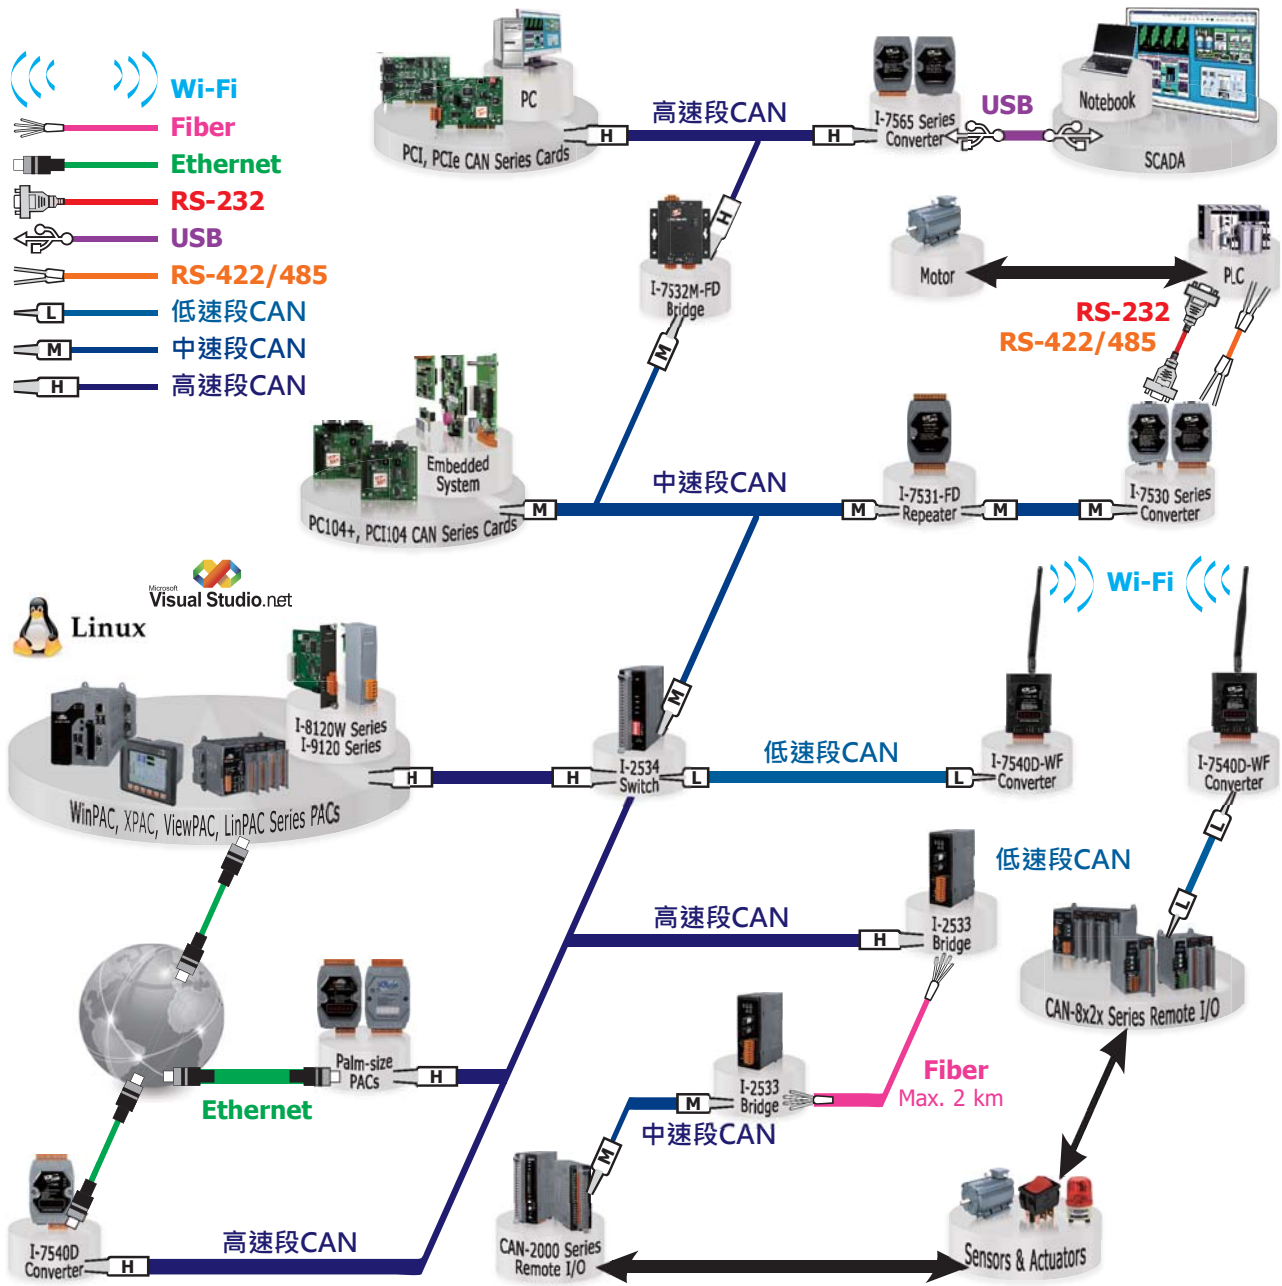 Wi-Fi
Fiber
Ethernet
RS-232
USB
RS-422/485
L
低速段CAN
M
中速段CAN
H
高速段CAN
PC
PCI, PCIe CAN Series Cards
H
高速段CAN
H
I-7565 Series
Converter
USB
Notebook
SCADA
H
I-7532M-FD
Bridge
M
Motor
PLC
RS-232
RS-422/485
Embedded
System
PC104+, PCI104 CAN Series Cards
M
中速段CAN
M
I-7531-FD
Repeater
M
M
I-7530 Series
Converter
Microsoft
Visual Studio.net
Linux
I-8120W Series
I-9120 Series
WinPAC, XPAC, ViewPAC, LinPAC Series PACs
H
H
M
I-2534
Switch
L
低速段CAN
L
Wi-Fi
I-7540D-WF
Converter
I-7540D-WF
Converter
L
低速段CAN
L
CAN-8x2x Series Remote I/O
高速段CAN
H
I-2533
Bridge
Palm-size
PACs
H
Ethernet
I-2533
Bridge
Fiber
Max. 2 km
M
中速段CAN
M
I-7540D
Converter
H
高速段CAN
CAN-2000 Series
Remote I/O
Sensors & Actuators